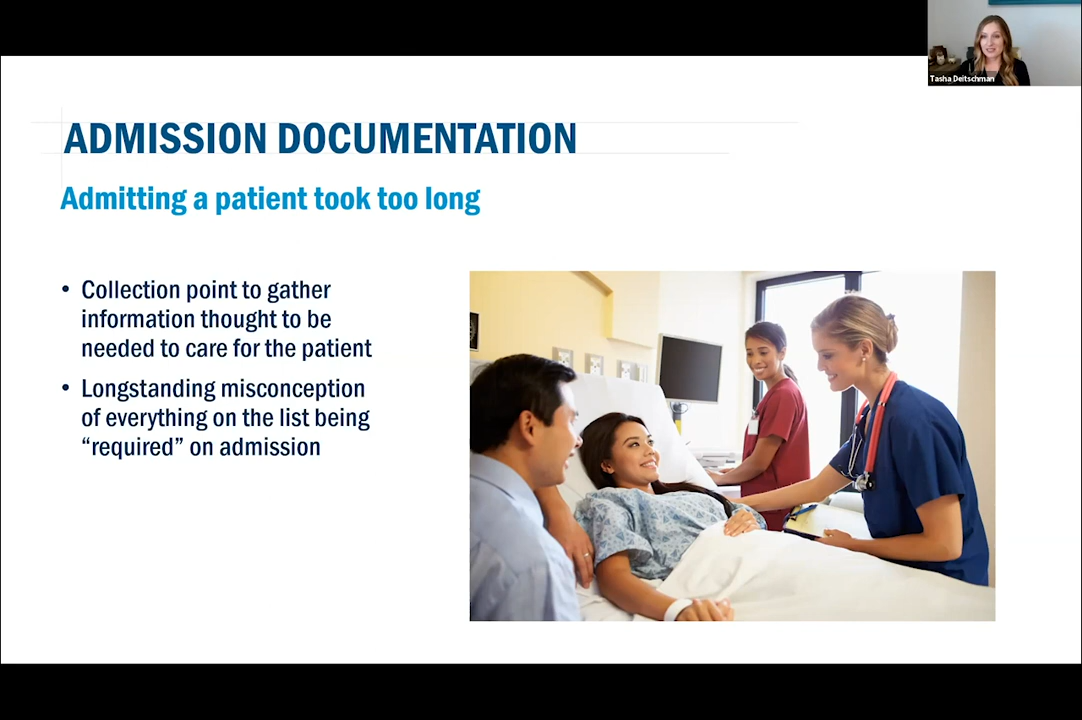 Tasha Deitschman
ADMISSION DOCUMENTATION
Admitting a patient took too long
• Collection point to gather
information thought to be
needed to care for the patient
• Longstanding misconception
of everything on the list being
“required” on admission